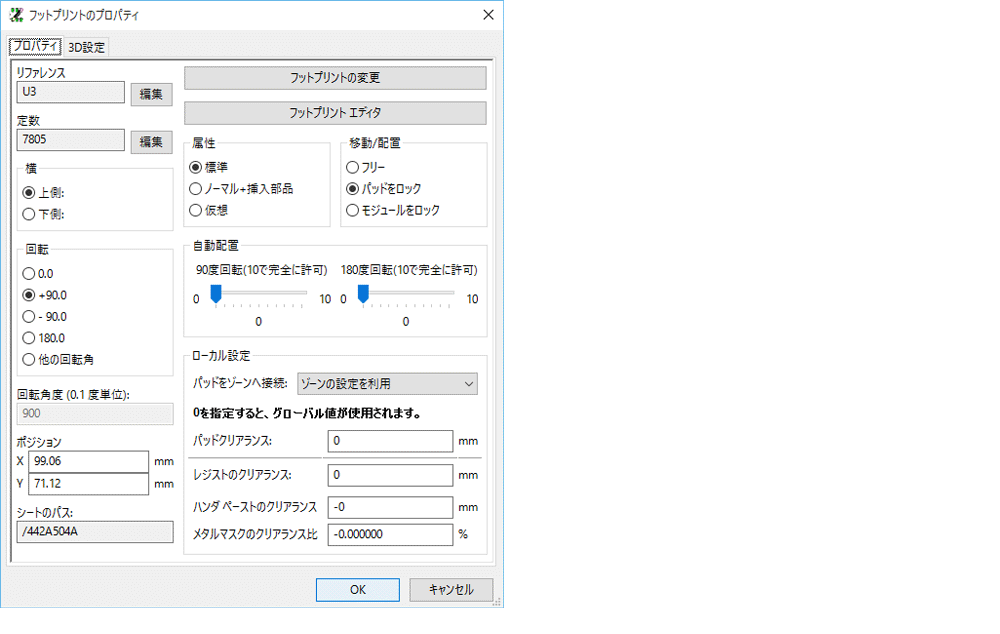 フットプリントのプロパティ
プロパティ 3D設定
リファレンス
U3
編集
定数
7805
編集
横
上側:
下側:
回転
0.0
+90.0
- 90.0
180.0
他の回転角
回転角度 (0.1 度単位):
900
ポジション
X 99.06 mm
Y 71.12 mm
シートのパス:
/442A504A
フットプリントの変更
フットプリント エディタ
属性
標準
ノーマル+挿入部品
仮想
移動/配置
フリー
パッドをロック
モジュールをロック
自動配置
90度回転(10で完全に許可)
0 10
0
180度回転(10で完全に許可)
0 10
0
ローカル設定
パッドをゾーンへ接続: ゾーンの設定を利用
0を指定すると、グローバル値が使用されます。
パッドクリアランス: 0 mm
レジストのクリアランス: 0 mm
ハンダ ペーストのクリアランス -0 mm
メタルマスクのクリアランス比 -0.000000 %
OK キャンセル